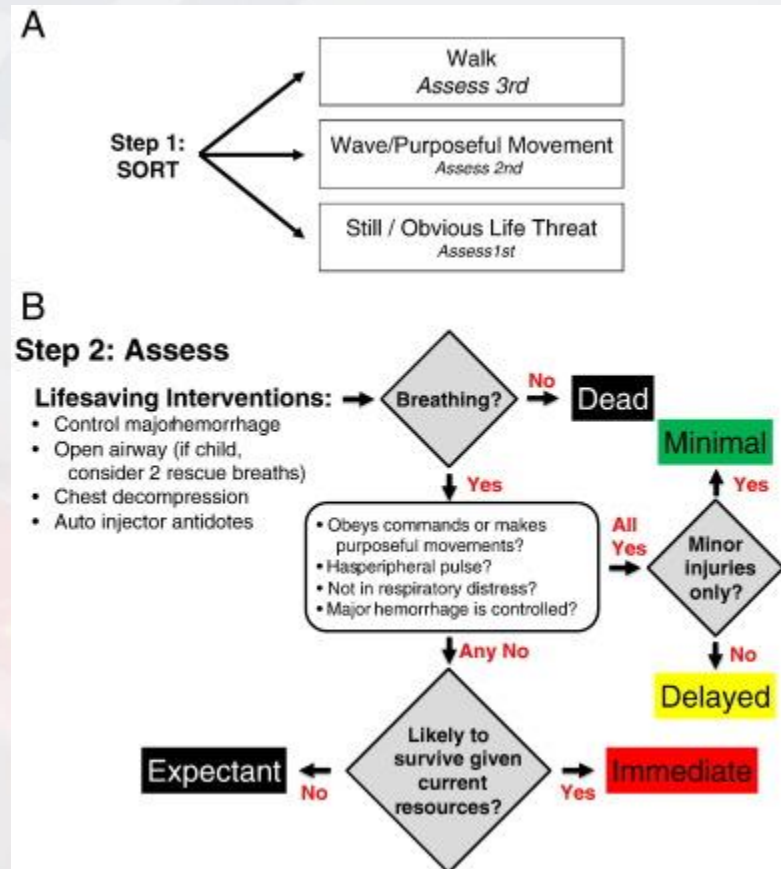 A
Walk
Assess 3rd
Step 1:
SORT
Wave/Purposeful Movement
Assess 2nd
Still / Obvious Life Threat
Assess1st
B
Step 2: Assess
Lifesaving Interventions:
• Control majorhemorrhage
• Open airway (if child,
consider 2 rescue breaths)
• Chest decompression
• Auto injector antidotes
Breathing?
No
Dead
Yes
• Obeys commands or makes
purposeful movements?
• Hasperipheral pulse?
• Not in respiratory distress?
• Major hemorrhage is controlled?
All
Yes
Minor
injuries
only?
Yes
Minimal
No
Delayed
Any No
Likely to
survive given
current
resources?
No
Expectant
Yes
Immediate